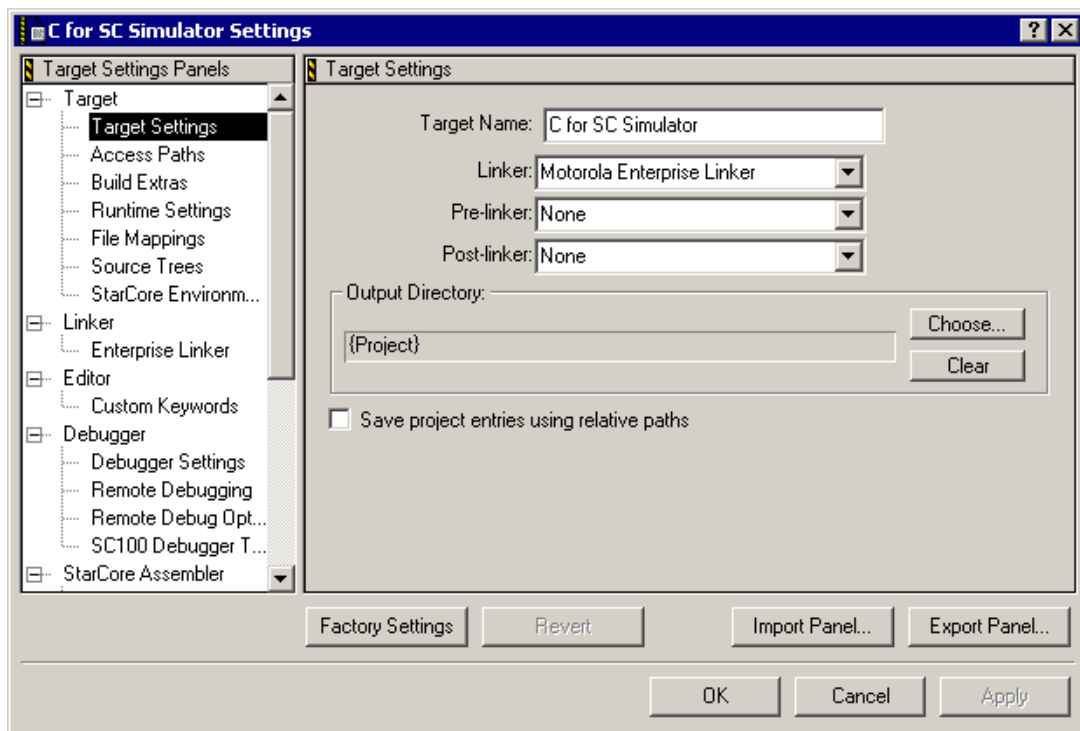 C for SC Simulator Settings
Target Settings Panels
Target
Target Settings
Access Paths
Build Extras
Runtime Settings
File Mappings
Source Trees
StarCore Environm...
Linker
Enterprise Linker
Editor
Custom Keywords
Debugger
Debugger Settings
Remote Debugging
Remote Debug Opt...
SC100 Debugger T...
StarCore Assembler
Target Settings
Target Name: C for SC Simulator
Linker: Motorola Enterprise Linker
Pre-linker: None
Post-linker: None
Output Directory:
{Project}
Choose...
Clear
Save project entries using relative paths
Factory Settings Revert Import Panel... Export Panel...
OK Cancel Apply